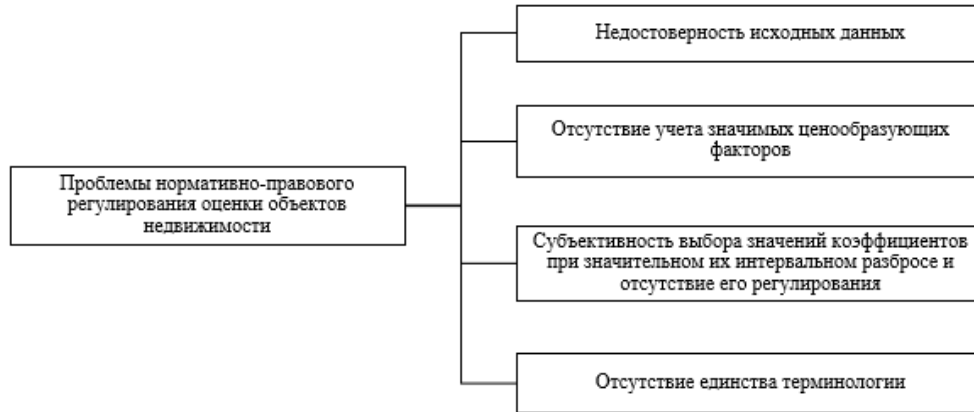 Проблемы нормативно-правового
регулирования оценки объектов
недвижимости
Недостоверность исходных данных
Отсутствие учета значимых ценообразующих
факторов
Субъективность выбора значений коэффициентов
при значительном их интервальном разбросе и
отсутствие его регулирования
Отсутствие единства терминологии